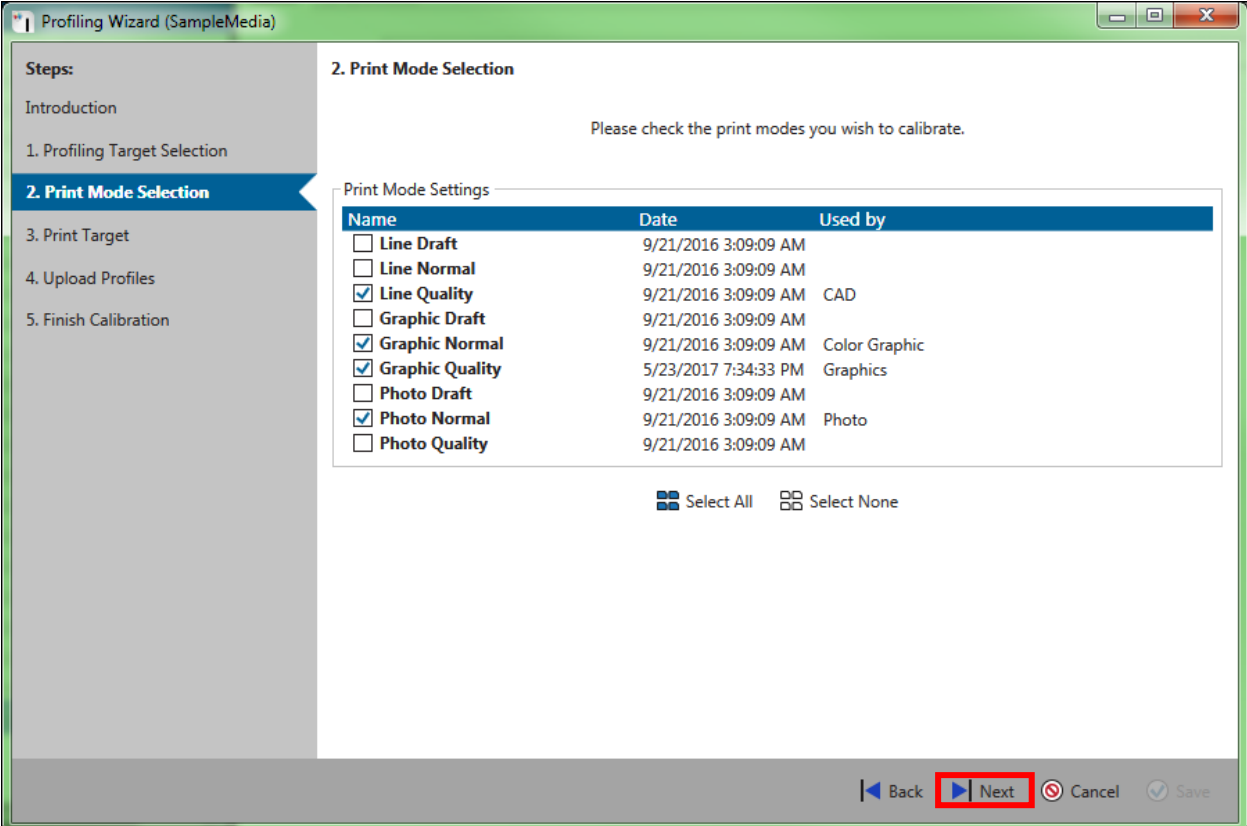 Profiling Wizard (SampleMedia)
Steps:
Introduction
1. Profiling Target Selection
2. Print Mode Selection
3. Print Target
4. Upload Profiles
5. Finish Calibration
2. Print Mode Selection
Please check the print modes you wish to calibrate.
Print Mode Settings
Name Date Used by
Line Draft 9/21/2016 3:09:09 AM
Line Normal 9/21/2016 3:09:09 AM
Line Quality 9/21/2016 3:09:09 AM CAD
Graphic Draft 9/21/2016 3:09:09 AM
Graphic Normal 9/21/2016 3:09:09 AM Color Graphic
Graphic Quality 5/23/2017 7:34:33 PM Graphics
Photo Draft 9/21/2016 3:09:09 AM
Photo Normal 9/21/2016 3:09:09 AM Photo
Photo Quality 9/21/2016 3:09:09 AM
Select All Select None
Back Next Cancel Save